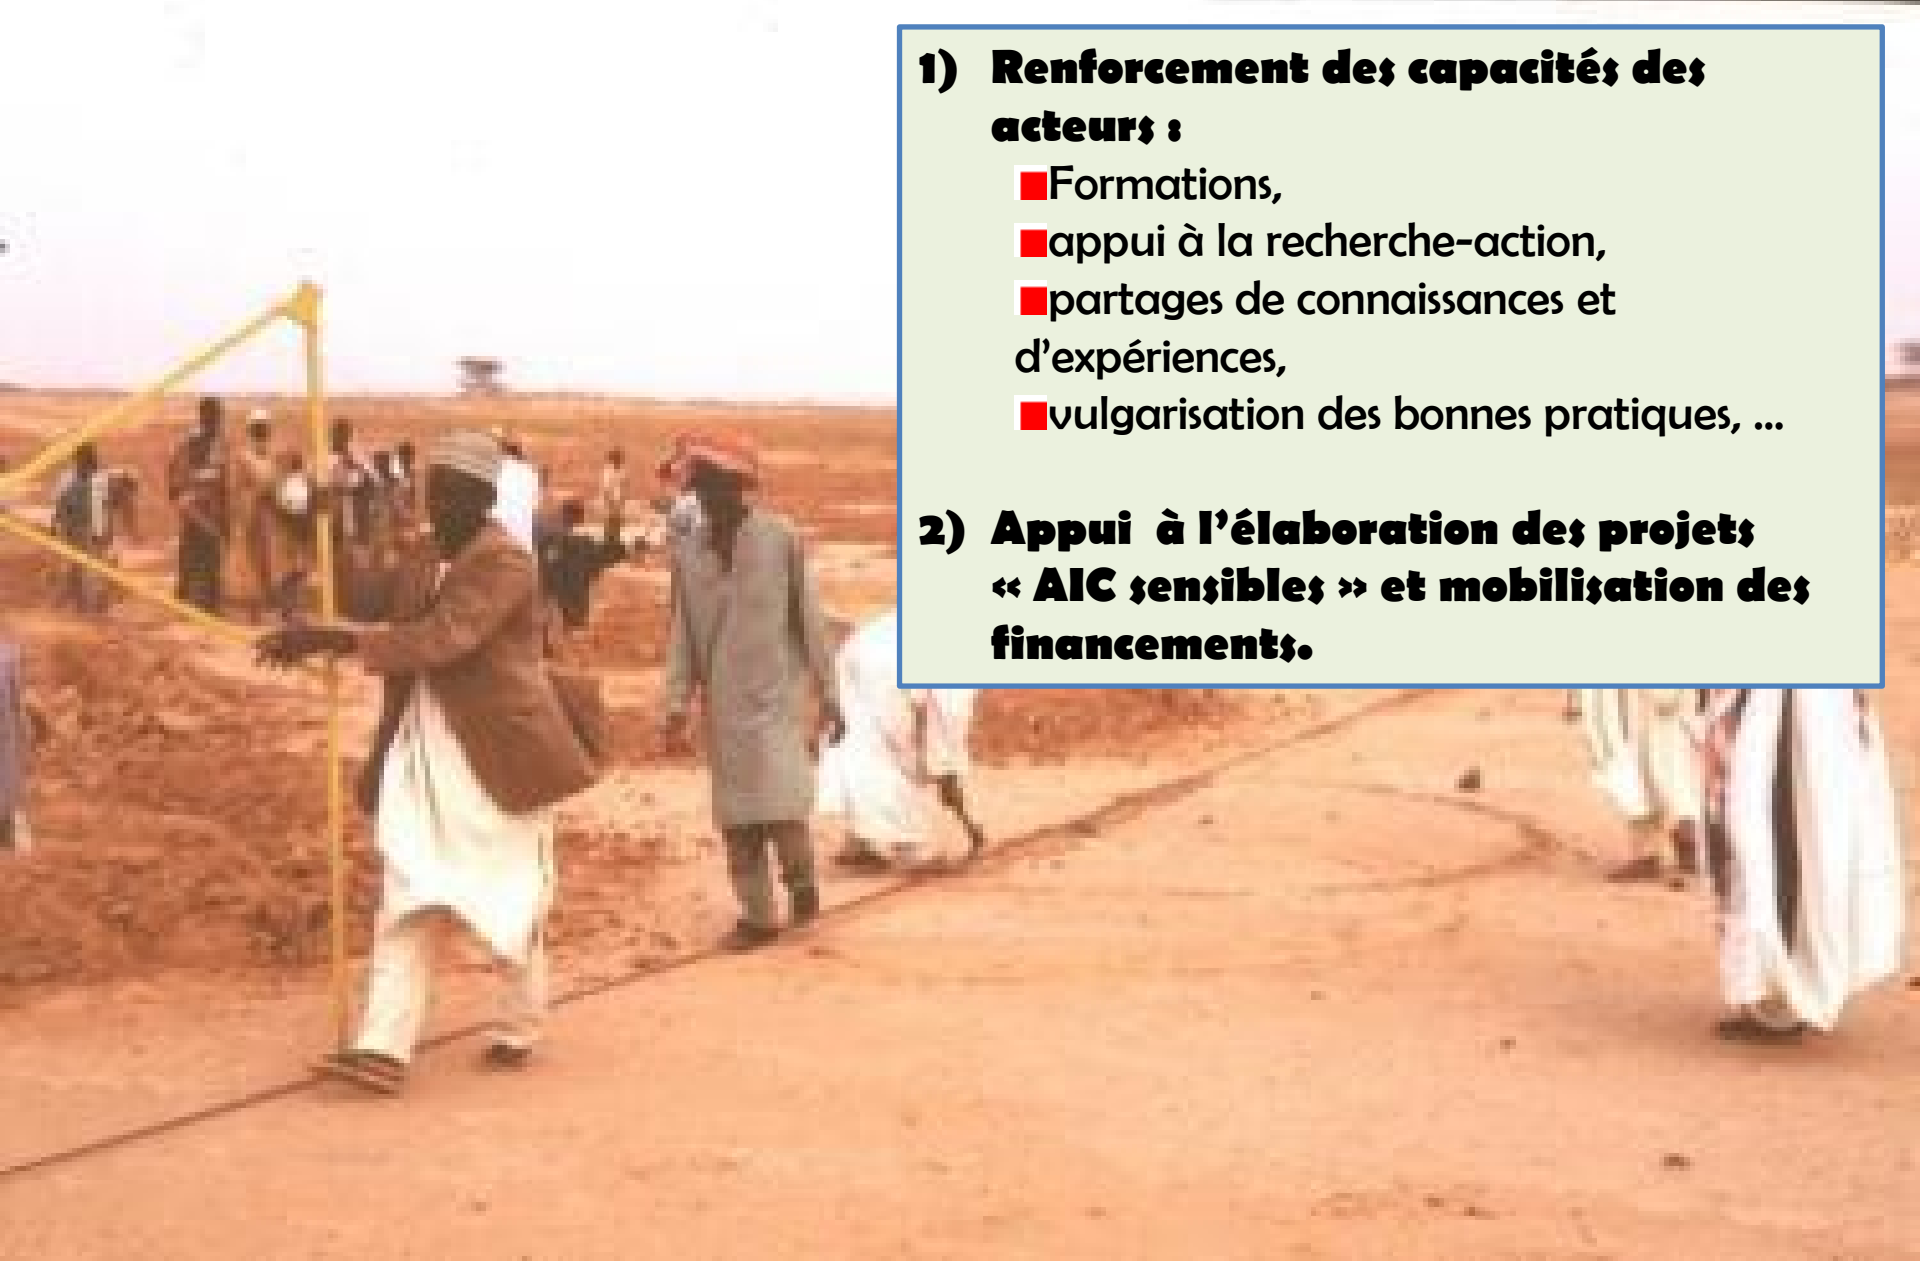 1) Renforcement des capacités des
acteurs :
Formations,
appui à la recherche-action,
partages de connaissances et
d’expériences,
vulgarisation des bonnes pratiques, ...
2) Appui à l’élaboration des projets
« AIC sensibles » et mobilisation des
financements.